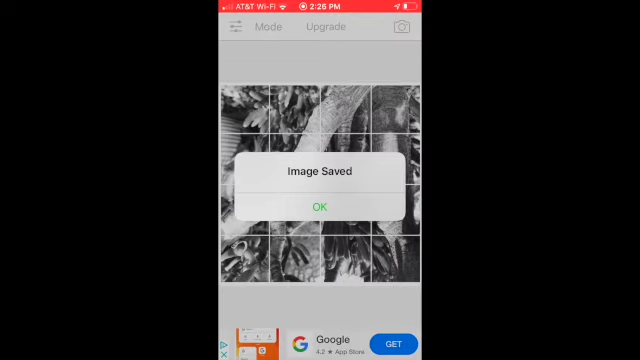 AT&T Wi-Fi 2:26 PM
Mode Upgrade
Image Saved
OK
Google
4.2 ★ App Store
GET